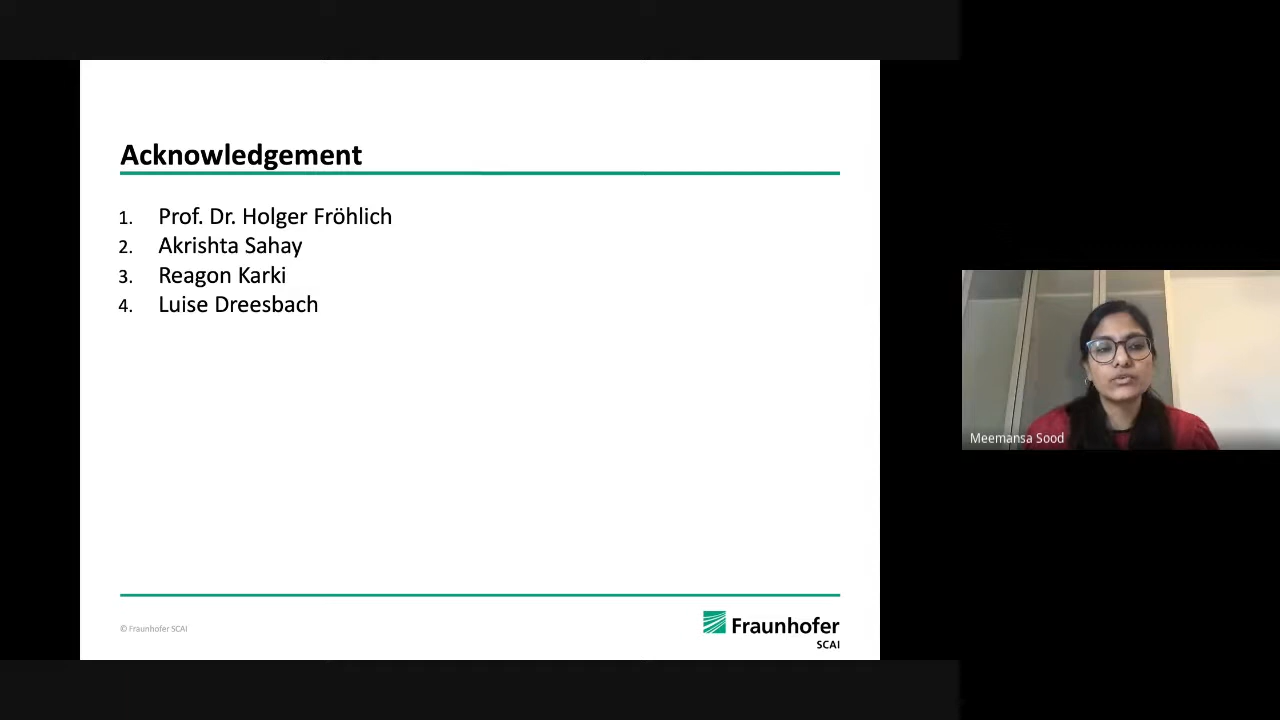 Acknowledgement
1. Prof. Dr. Holger Fröhlich
2. Akrishta Sahay
3. Reagon Karki
4. Luise Dreesbach
© Fraunhofer SCAI
Fraunhofer
SCAI
Meemansa Sood